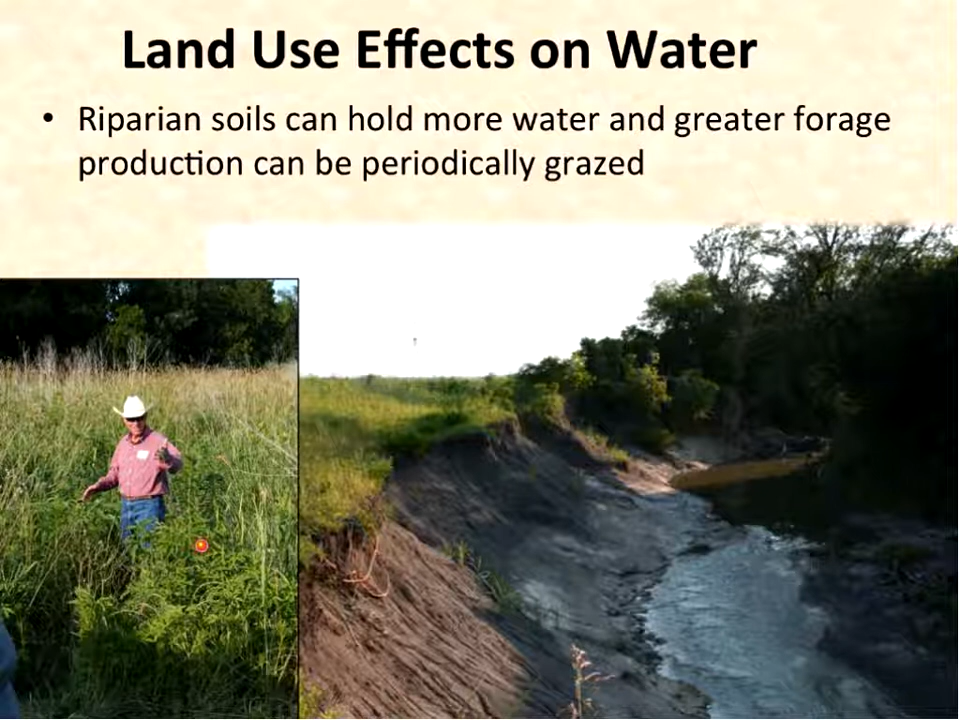 Land Use Effects on Water
• Riparian soils can hold more water and greater forage
production can be periodically grazed